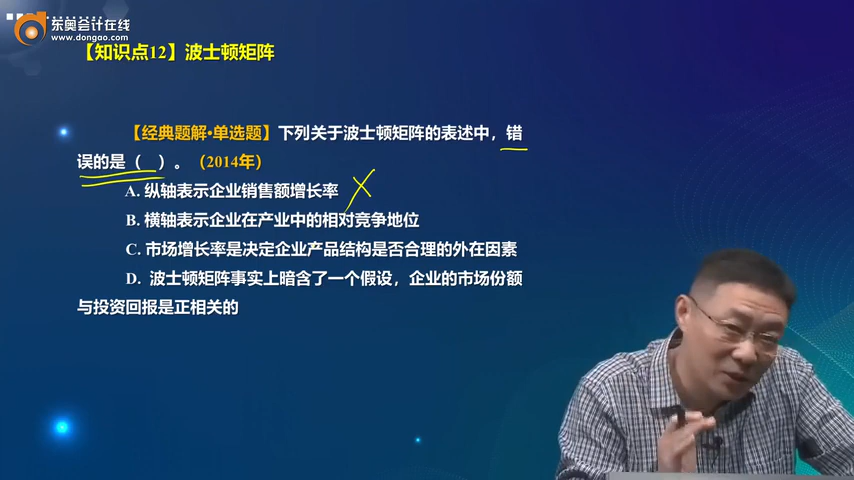 东奥会计在线
www.dongao.com
【知识点12】波士顿矩阵
【经典题解•单选题】下列关于波士顿矩阵的表述中，错
误的是（ ）。（2014年）
A. 纵轴表示企业销售额增长率
B. 横轴表示企业在产业中的相对竞争地位
C. 市场增长率是决定企业产品结构是否合理的外在因素
D. 波士顿矩阵事实上暗含了一个假设，企业的市场份额
与投资回报是正相关的